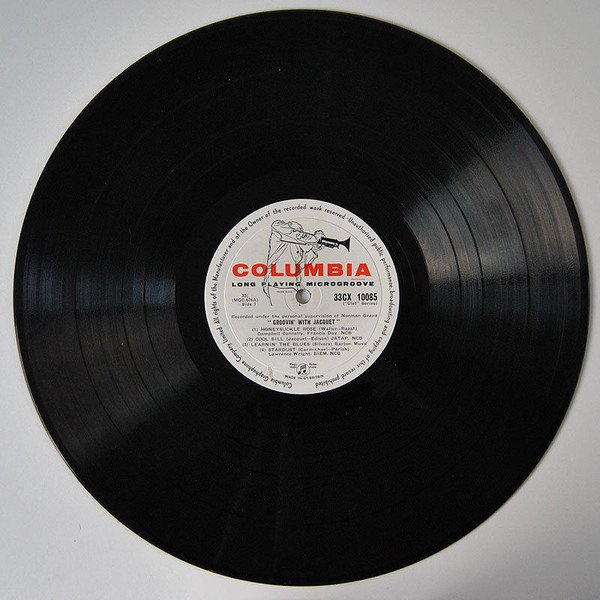 Columbia Graphophone Company Limited All rights of the Manufacturer and of the Owner of the recorded work reserved · Unauthorised public performance, broadcasting and copying of this record prohibited
COLUMBIA
LONG PLAYING MICROGROOVE
33⅓
(MGC.676A)
Side 1
33CX 10085
("Clef" Series)
Recorded under the personal supervision of Norman Granz
"GROOVIN' WITH JACQUET"
(1) HONEYSUCKLE ROSE (Waller—Razaf)
Campbell Connelly, Francis Day. NCB
(2) COOL BILL (Jacquet—Edison) JATAP. NCB
(3) LEARNIN' THE BLUES (Silvers) Barton Music
(4) STARDUST (Carmichael—Parish)
Lawrence Wright. BIEM. NCB
MADE IN GT. BRITAIN